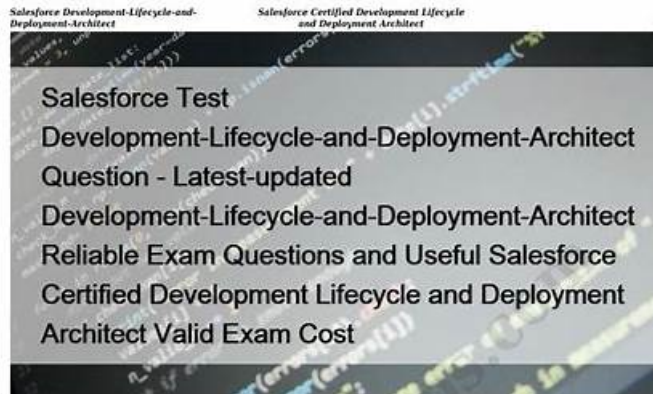 Salesforce Development-Lifecycle-and-
Deployment-Architect
Salesforce Certified Development Lifecycle
and Deployment Architect
Salesforce Test
Development-Lifecycle-and-Deployment-Architect
Question - Latest-updated
Development-Lifecycle-and-Deployment-Architect
Reliable Exam Questions and Useful Salesforce
Certified Development Lifecycle and Deployment
Architect Valid Exam Cost